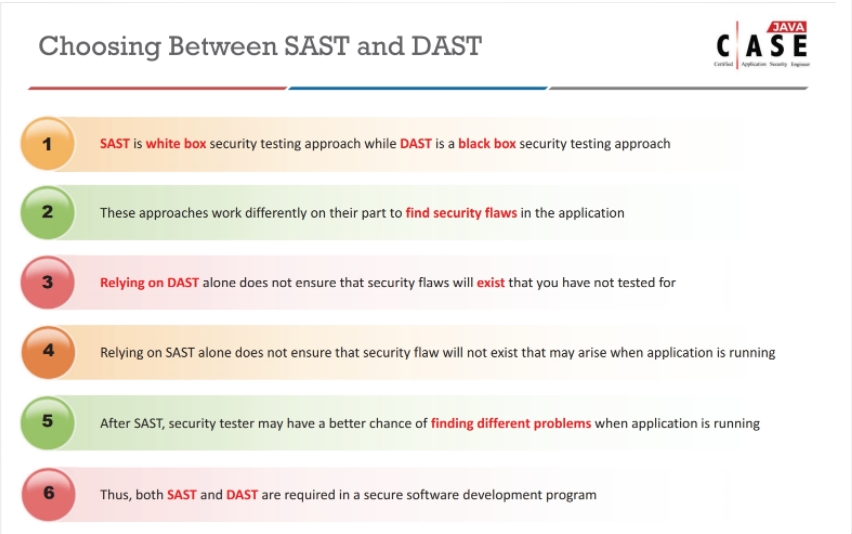 Choosing Between SAST and DAST
JAVA
CASE
Certified Application Security Engineer
1 SAST is white box security testing approach while DAST is a black box security testing approach
2 These approaches work differently on their part to find security flaws in the application
3 Relying on DAST alone does not ensure that security flaws will exist that you have not tested for
4 Relying on SAST alone does not ensure that security flaw will not exist that may arise when application is running
5 After SAST, security tester may have a better chance of finding different problems when application is running
6 Thus, both SAST and DAST are required in a secure software development program